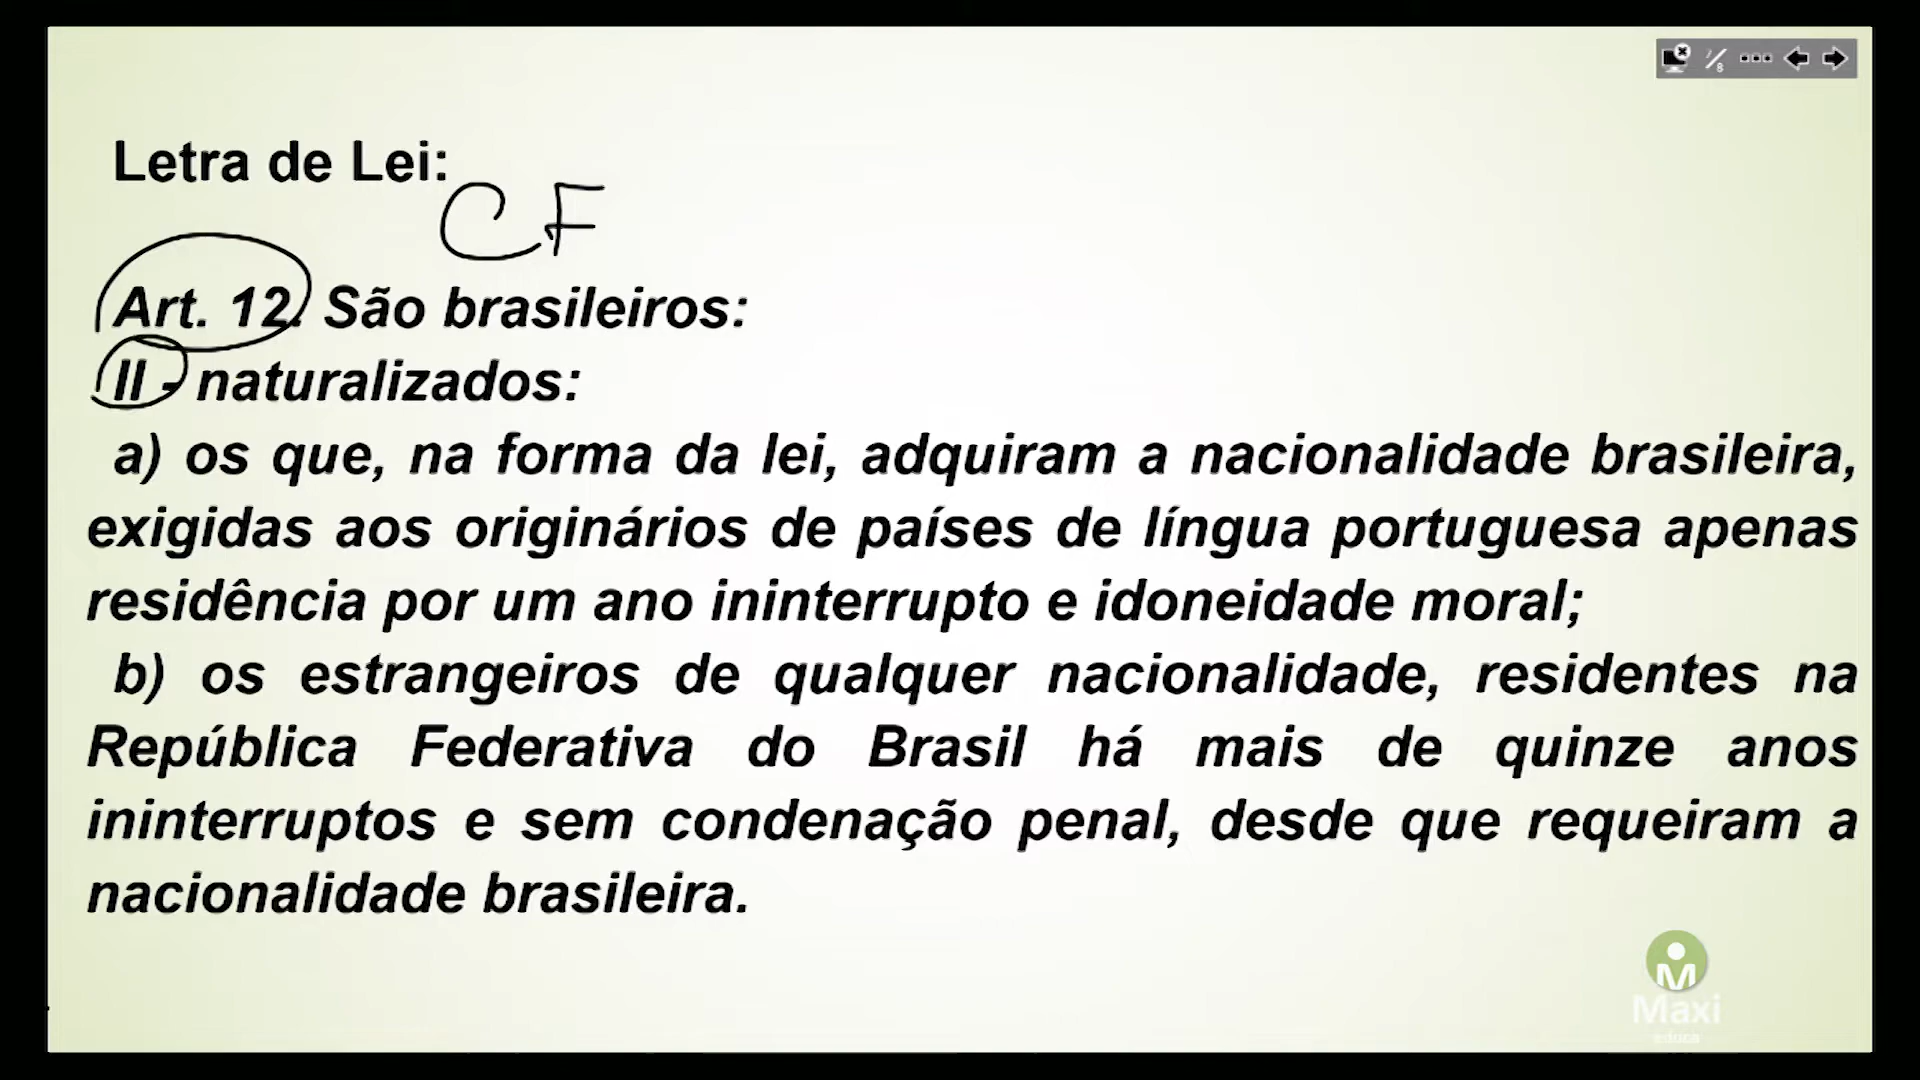 7/8
Letra de Lei:
CF
Art. 12. São brasileiros:
II - naturalizados:
a) os que, na forma da lei, adquiram a nacionalidade brasileira,
exigidas aos originários de países de língua portuguesa apenas
residência por um ano ininterrupto e idoneidade moral;
b) os estrangeiros de qualquer nacionalidade, residentes na
República Federativa do Brasil há mais de quinze anos
ininterruptos e sem condenação penal, desde que requeiram a
nacionalidade brasileira.
M
Maxi
educa